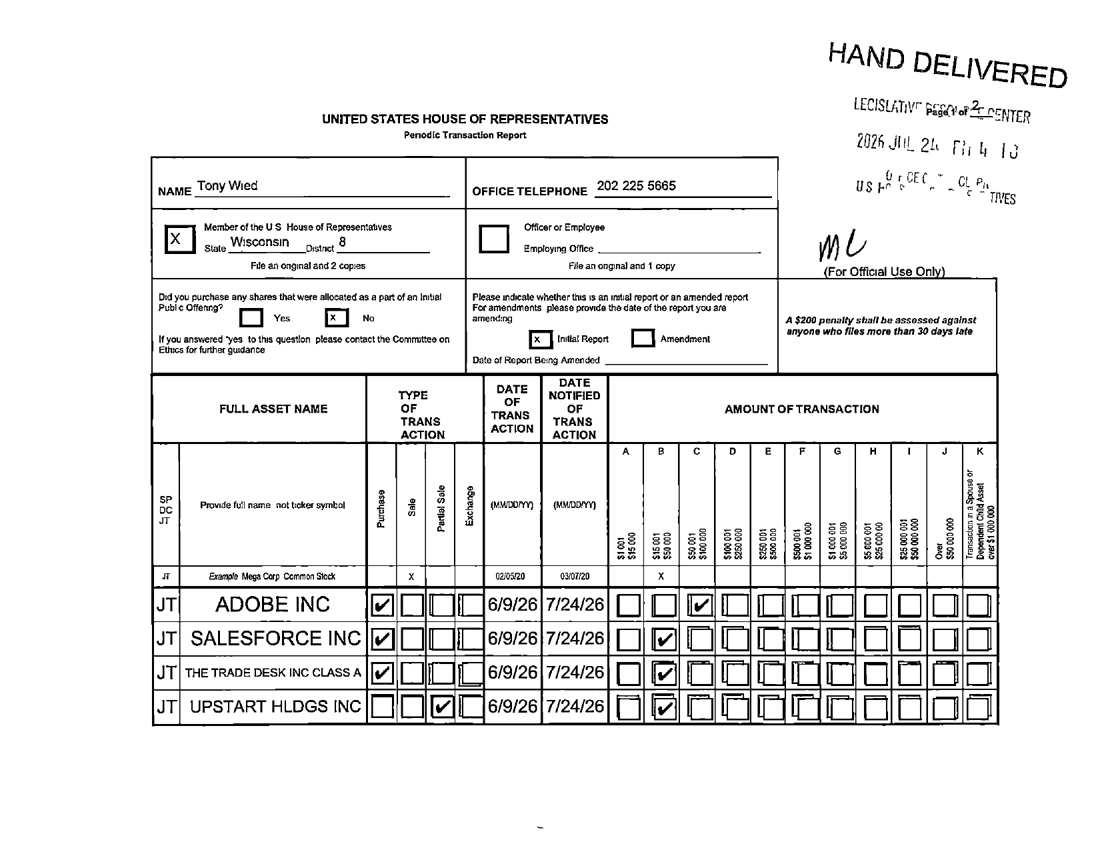 HAND DELIVERED
Page 1 of 2
2026 JUL 24
UNITED STATES HOUSE OF REPRESENTATIVES
Periodic Transaction Report
NAME Tony Wied
OFFICE TELEPHONE 202 225 5665
X Member of the U S House of Representatives
State Wisconsin District 8
File an original and 2 copies
Officer or Employee
Employing Office
File an original and 1 copy
(For Official Use Only)
Did you purchase any shares that were allocated as a part of an Initial
Public Offering?
Yes X No
If you answered "yes to this question please contact the Committee on
Ethics for further guidance
Please indicate whether this is an initial report or an amended report
For amendments please provide the date of the report you are
amending
x Initial Report Amendment
Date of Report Being Amended
A $200 penalty shall be assessed against
anyone who files more than 30 days late
FULL ASSET NAME
TYPE
OF
TRANS
ACTION
DATE
OF
TRANS
ACTION
DATE
NOTIFIED
OF
TRANS
ACTION
AMOUNT OF TRANSACTION
SP
DC
JT
Provide full name not ticker symbol
Purchase
Sale
Partial Sale
Exchange
(MM/DD/YY)
(MM/DD/YY)
A B C D E F G H I J K
$1 001
$15 000
$15 001
$50 000
$50 001
$100 000
$100 001
$250 000
$250 001
$500 000
$500 001
$1 000 000
$1 000 001
$5 000 000
$5 000 001
$25 000 00
$25 000 001
$50 000 000
Over
$50 000 000
Transaction in a Spouse or
Dependent Child Asset
over $1 000 000
JT Example Mega Corp Common Stock X 02/05/20 03/07/20 X
JT ADOBE INC ✔ 6/9/26 7/24/26 ✔
JT SALESFORCE INC ✔ 6/9/26 7/24/26 ✔
JT THE TRADE DESK INC CLASS A ✔ 6/9/26 7/24/26 ✔
JT UPSTART HLDGS INC ✔ 6/9/26 7/24/26 ✔